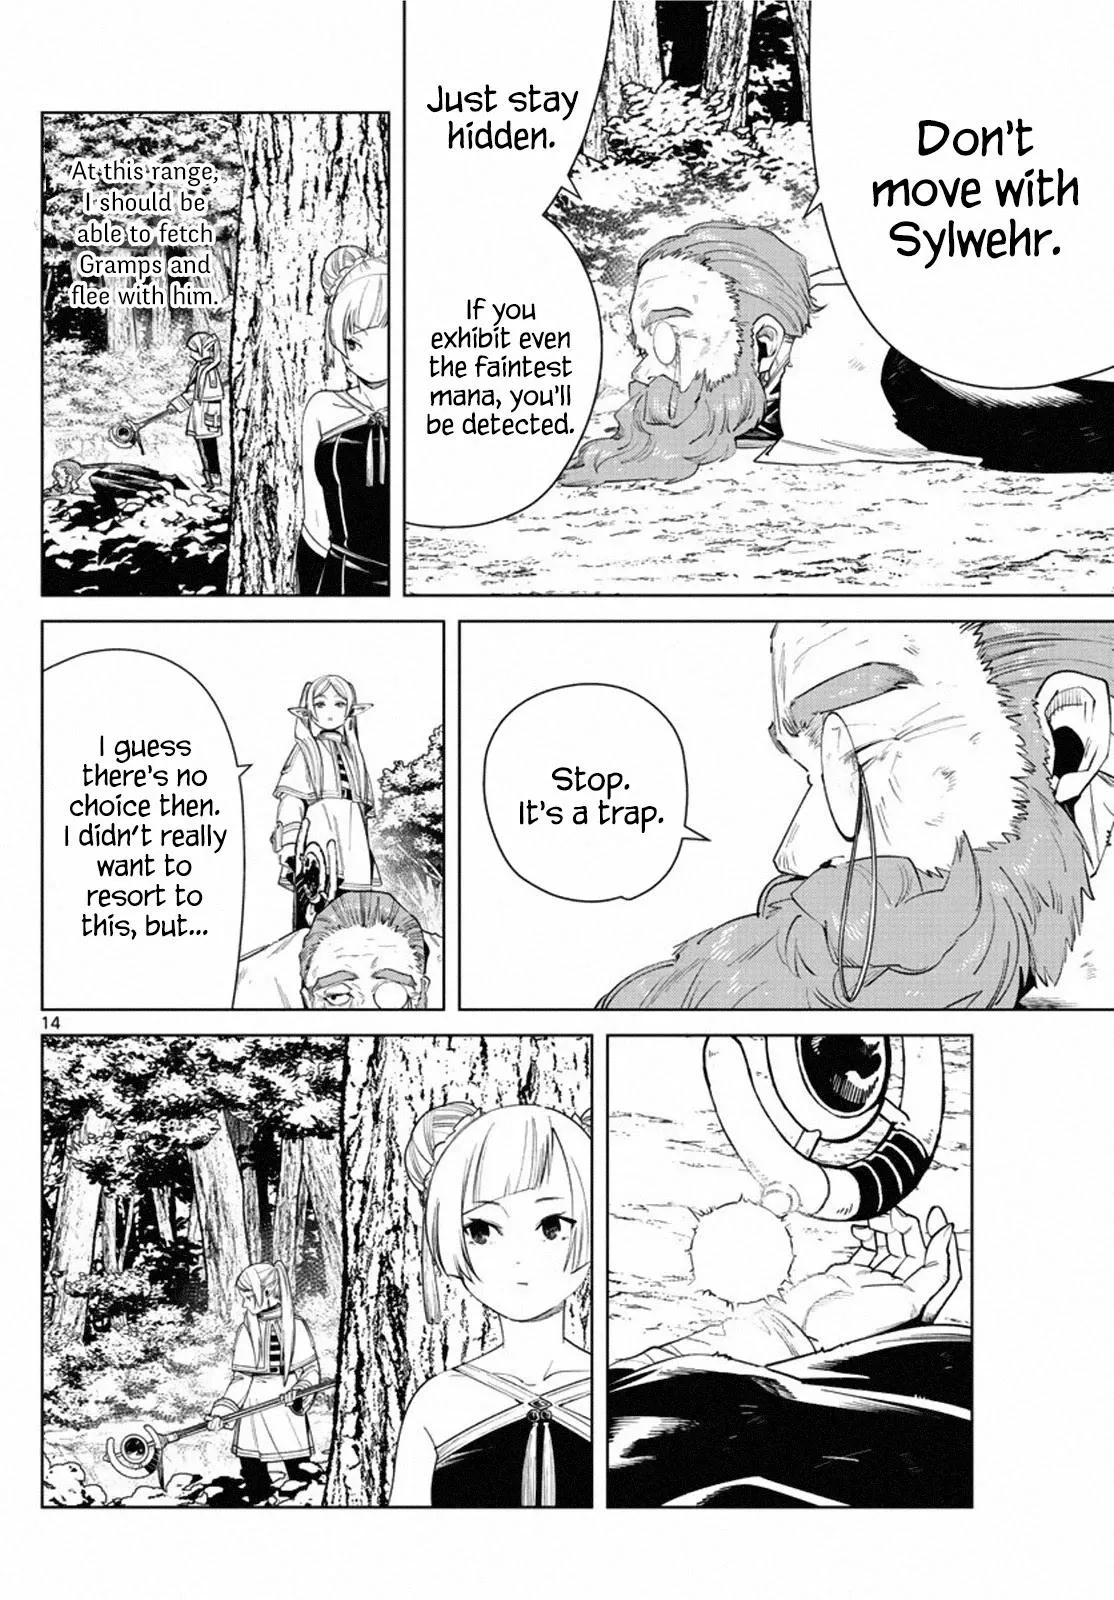 Don't
move with
Sylwehr.
Just stay
hidden.
If you
exhibit even
the faintest
mana, you'll
be detected.
At this range,
I should be
able to fetch
Gramps and
flee with him.
Stop.
It's a trap.
I guess
there's no
choice then.
I didn't really
want to
resort to
this, but...
14